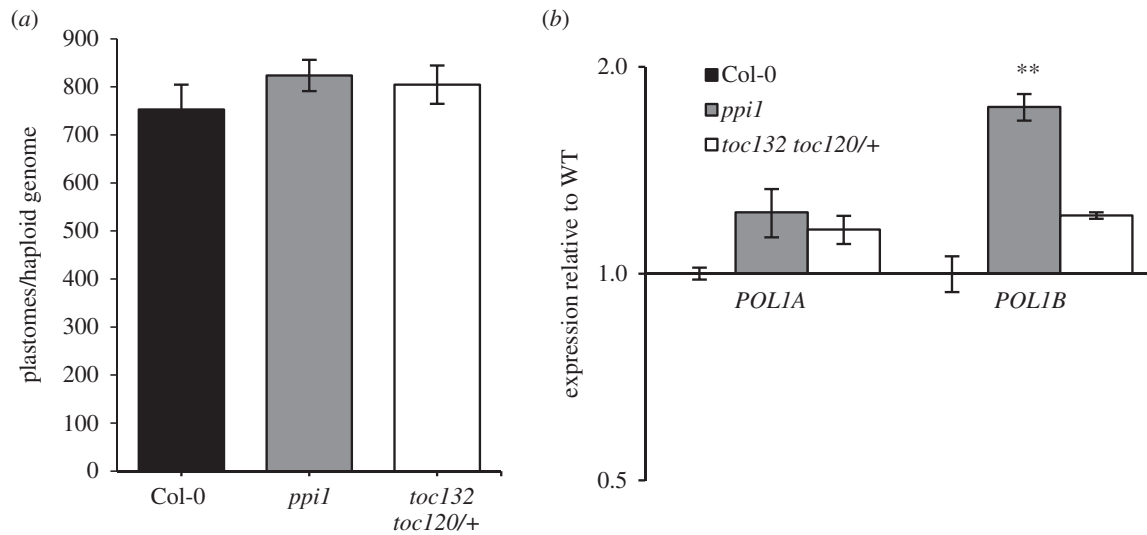 (a)
900
800
700
600
500
400
300
200
100
0
plastomes/haploid genome
Col-0
ppi1
toc132
toc120/+
(b)
2.0
1.0
0.5
expression relative to WT
Col-0
ppi1
toc132 toc120/+
**
POL1A
POL1B